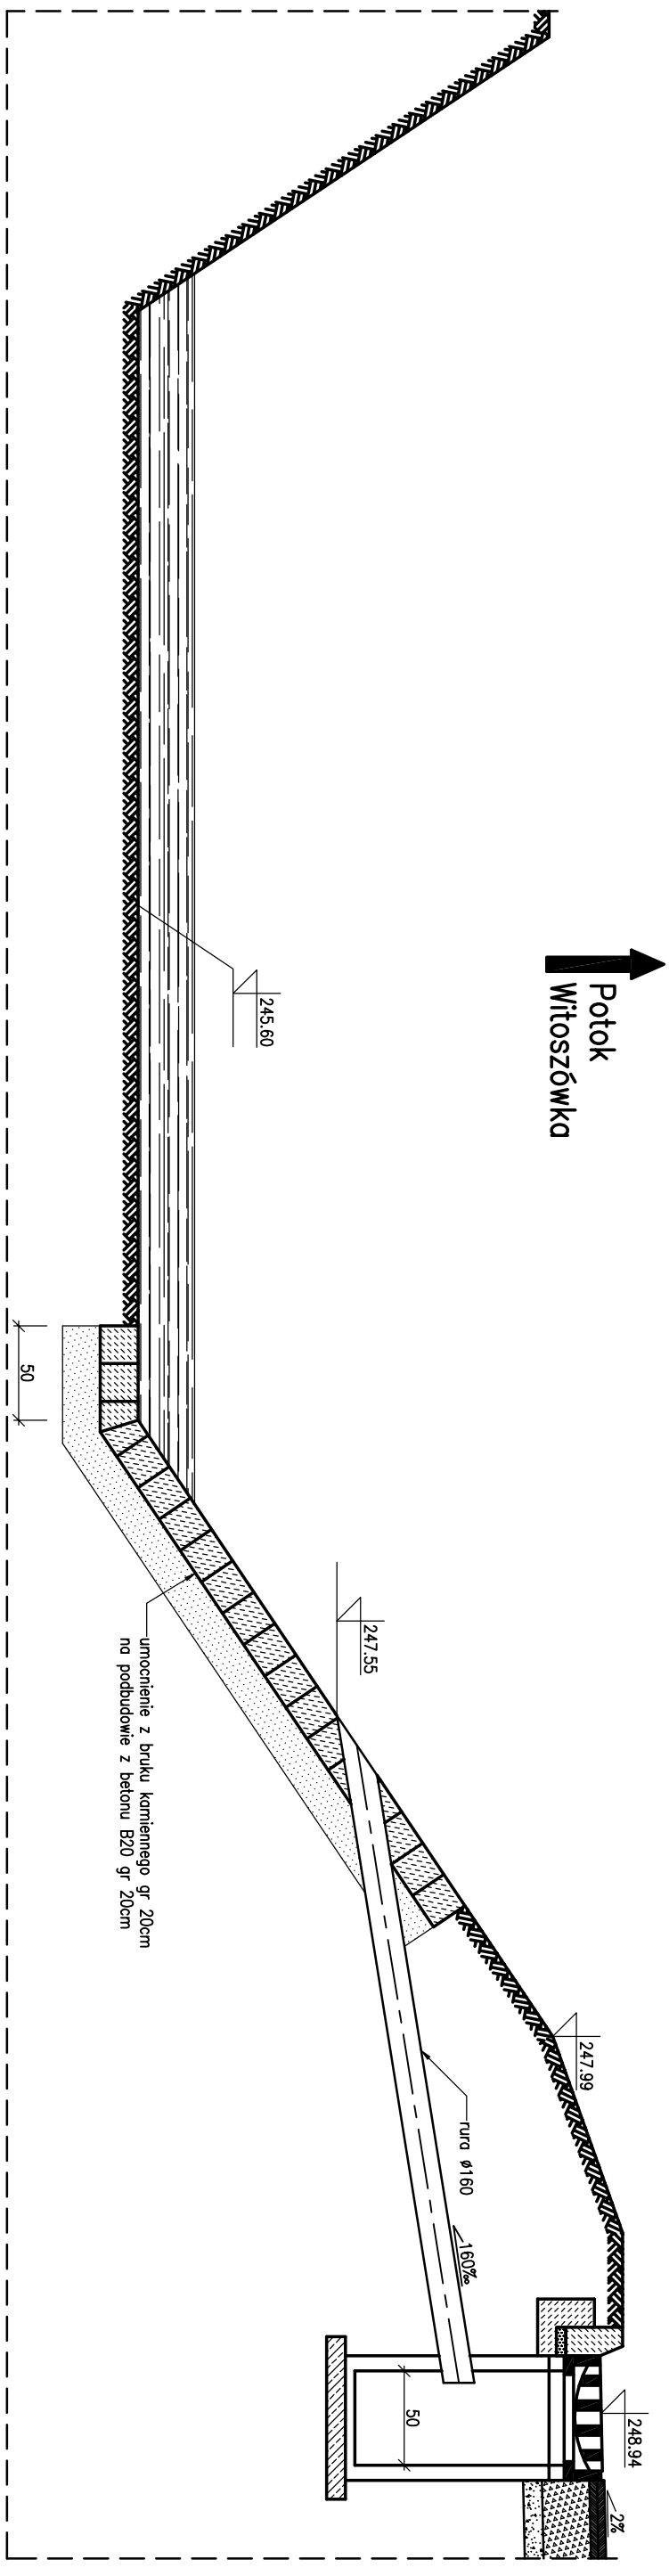 Potok
Witoszówka
245.60
50
247.55
umocnienie z bruku kamiennego gr 20cm
na podbudowie z betonu B20 gr 20cm
247.99
rura ø160
160‰
50
248.94
2%